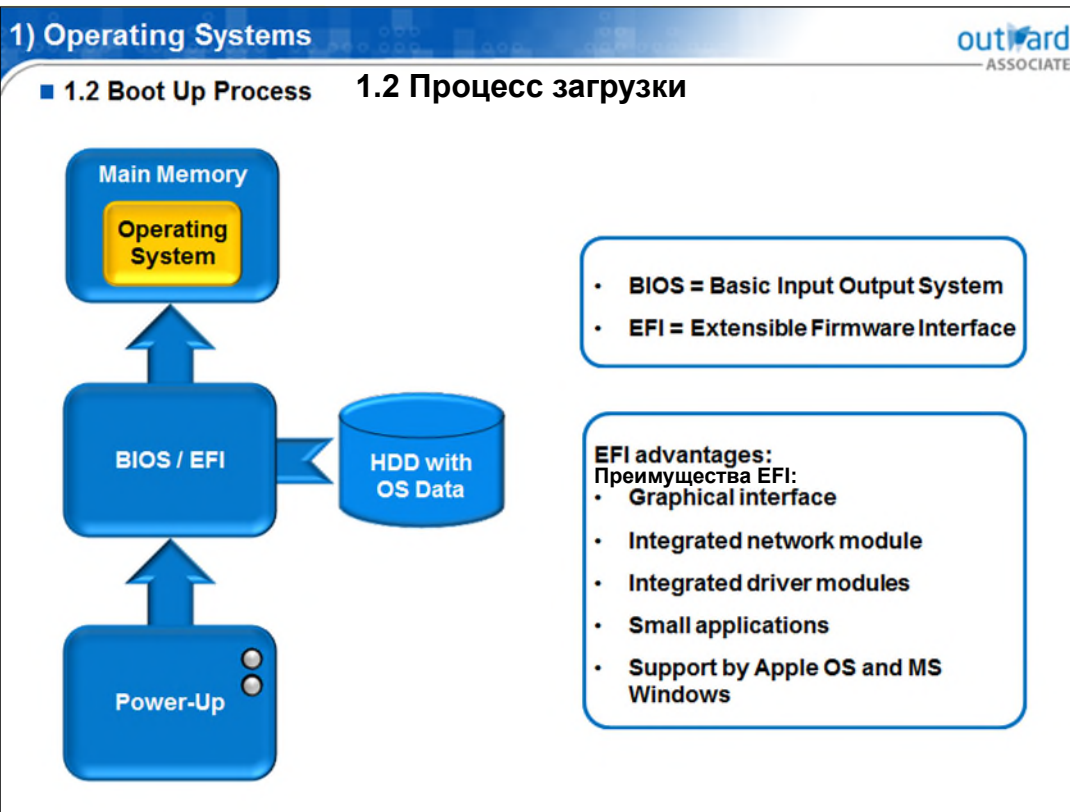 1) Operating Systems
outward
ASSOCIATE
■ 1.2 Boot Up Process 1.2 Процесс загрузки
Main Memory
Operating
System
BIOS / EFI
HDD with
OS Data
Power-Up
• BIOS = Basic Input Output System
• EFI = Extensible Firmware Interface
EFI advantages:
Преимущества EFI:
• Graphical interface
• Integrated network module
• Integrated driver modules
• Small applications
• Support by Apple OS and MS
Windows